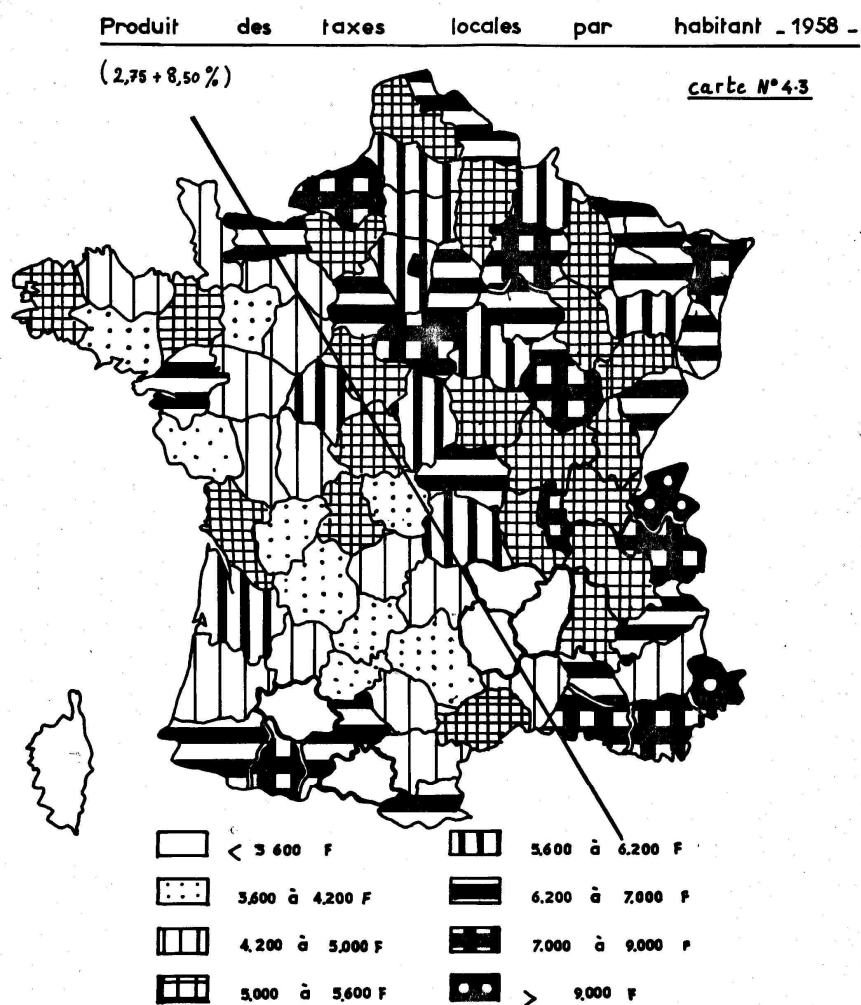 Produit des taxes locales par habitant - 1958 -
(2,75 + 8,50 %)
carte N° 4.3
< 3 600 F
3,600 à 4,200 F
4,200 à 5,000 F
5,000 à 5,600 F
5,600 à 6,200 F
6,200 à 7,000 F
7,000 à 9,000 F
> 9,000 F